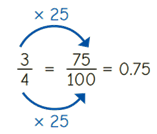 × 25
3/4 = 75/100 = 0.75
× 25